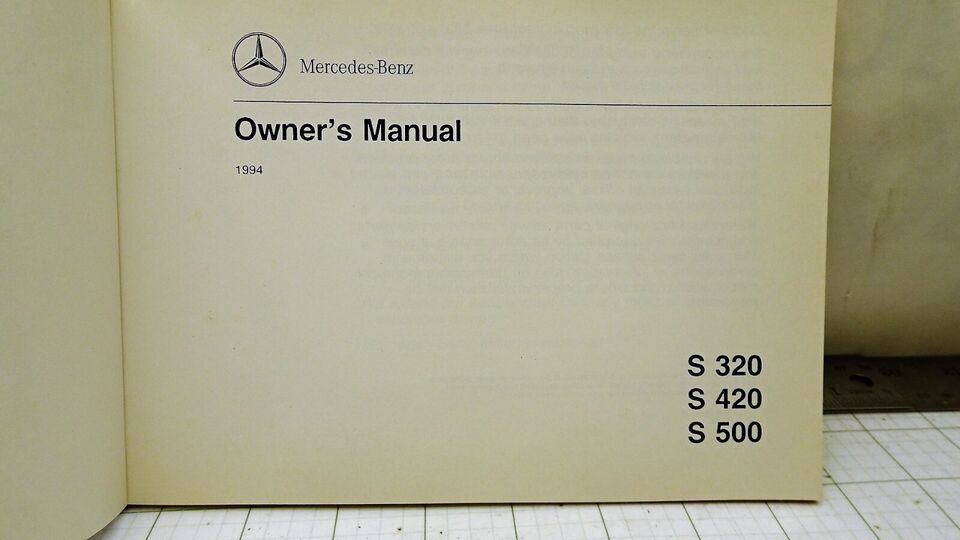 Mercedes-Benz
Owner's Manual
1994
S 320
S 420
S 500